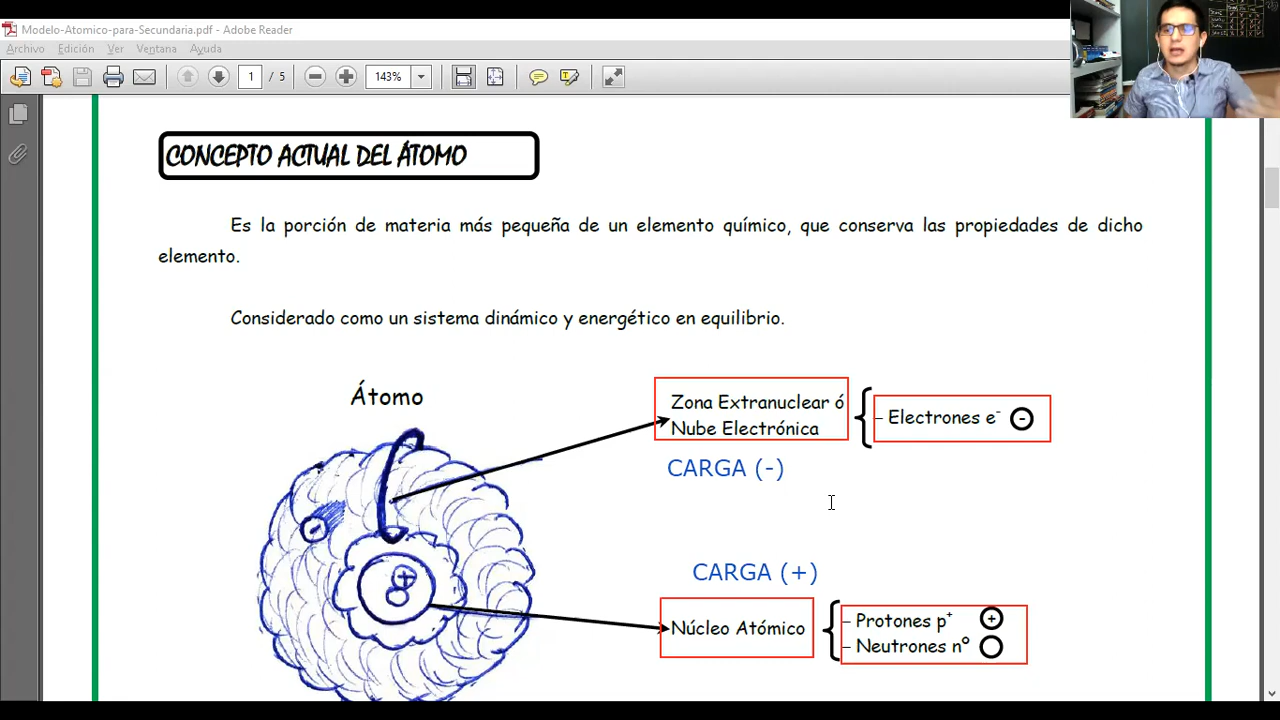 Modelo-Atomico-para-Secundaria.pdf - Adobe Reader
Archivo Edición Ver Ventana Ayuda
1 / 5 143%
CONCEPTO ACTUAL DEL ÁTOMO
Es la porción de materia más pequeña de un elemento químico, que conserva las propiedades de dicho
elemento.
Considerado como un sistema dinámico y energético en equilibrio.
Átomo
Zona Extranuclear ó
Nube Electrónica
- Electrones e⁻ -
CARGA (-)
-
+
CARGA (+)
Núcleo Atómico
- Protones p⁺ +
- Neutrones n°